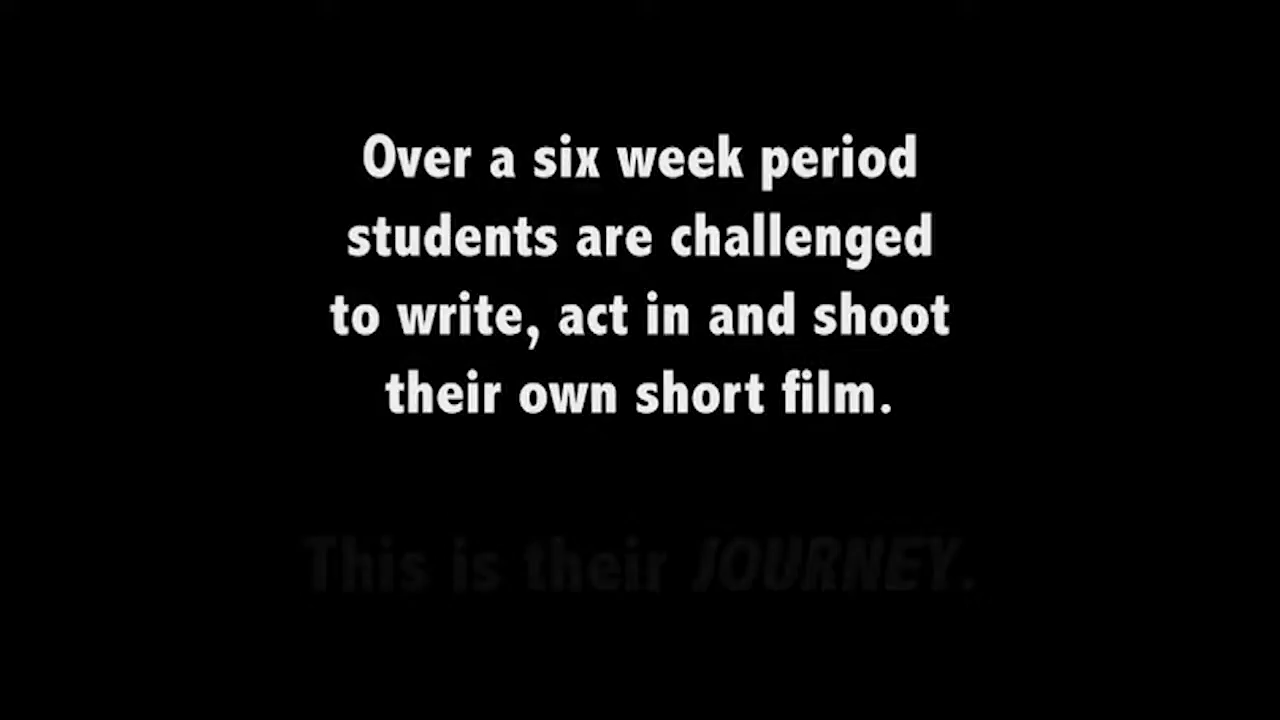 Over a six week period
students are challenged
to write, act in and shoot
their own short film.
This is their JOURNEY.